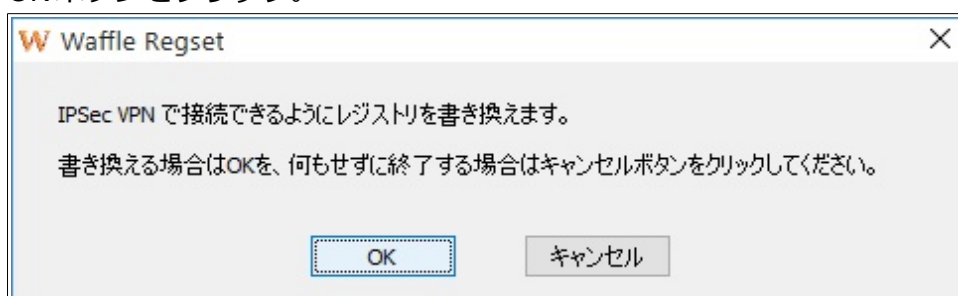 OKボタンをクリック。
W Waffle Regset
IPSec VPN で接続できるようにレジストリを書き換えます。
書き換える場合はOKを、何もせずに終了する場合はキャンセルボタンをクリックしてください。
OK キャンセル